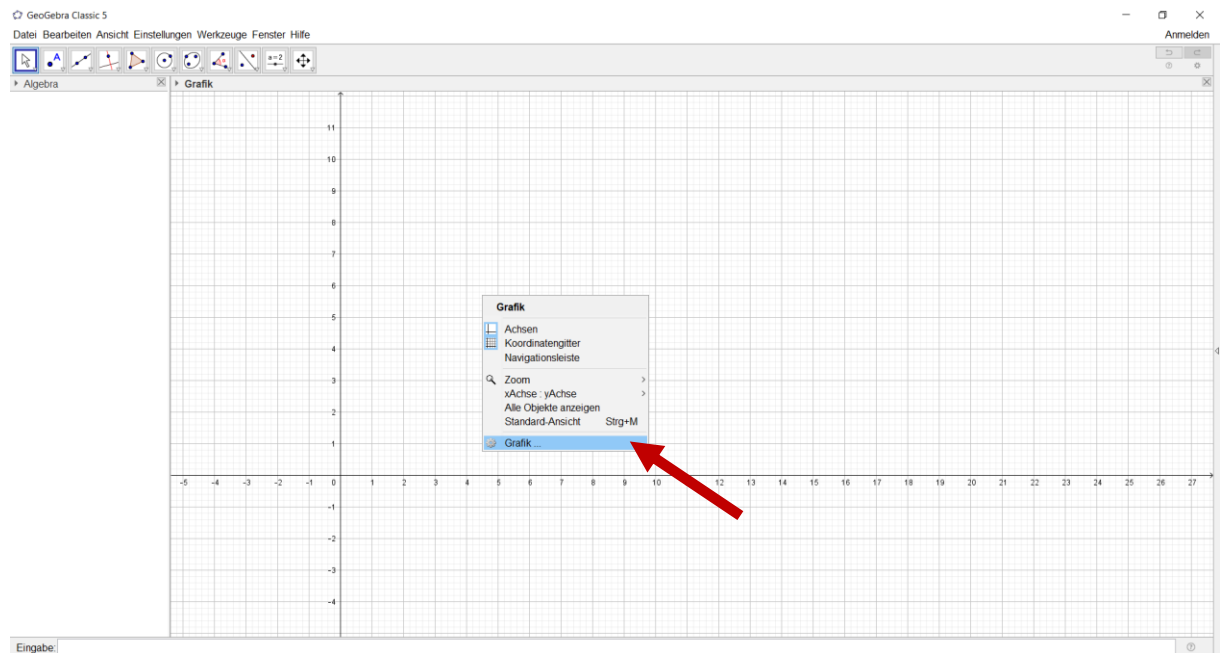 GeoGebra Classic 5
Datei Bearbeiten Ansicht Einstellungen Werkzeuge Fenster Hilfe
Anmelden
A
a=2
Algebra
Grafik
11
10
9
8
7
6
5
4
3
2
1
Grafik
Achsen
Koordinatengitter
Navigationsleiste
Zoom
xAchse : yAchse
Alle Objekte anzeigen
Standard-Ansicht Strg+M
Grafik ...
-5 -4 -3 -2 -1 0 1 2 3 4 5 6 7 8 9 10 12 13 14 15 16 17 18 19 20 21 22 23 24 25 26 27
-1
-2
-3
-4
Eingabe: